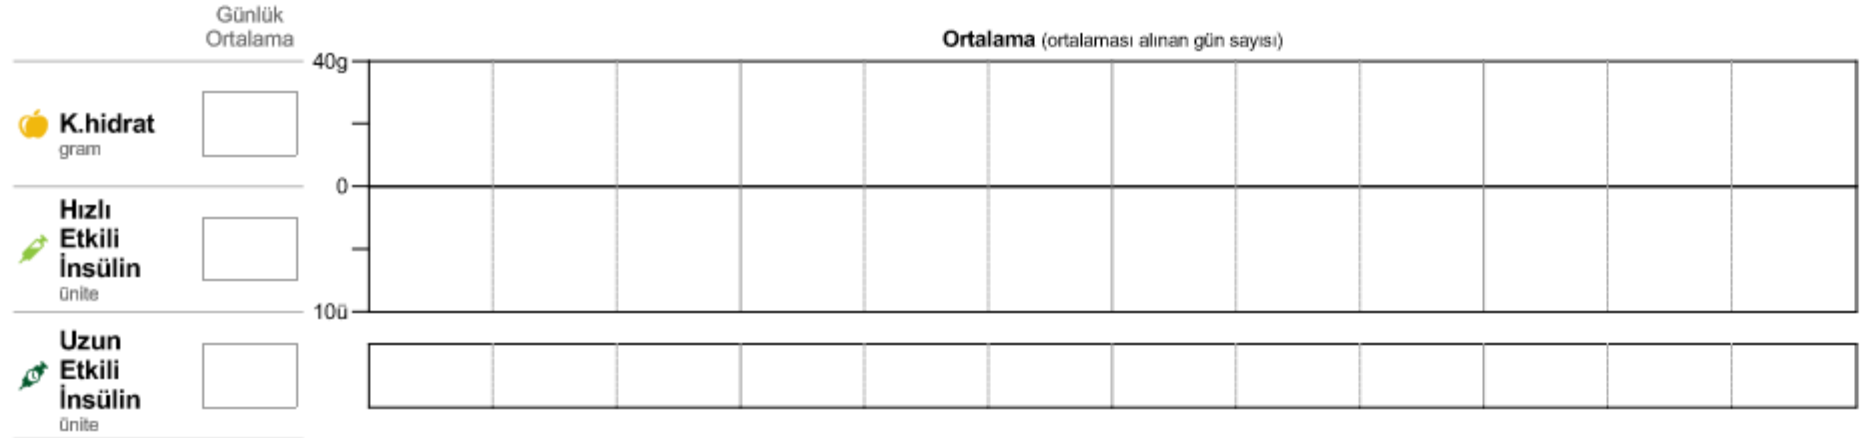 Günlük
Ortalama
Ortalama (ortalaması alınan gün sayısı)
40g
K.hidrat
gram
0
Hızlı
Etkili
İnsülin
ünite
10ü
Uzun
Etkili
İnsülin
ünite